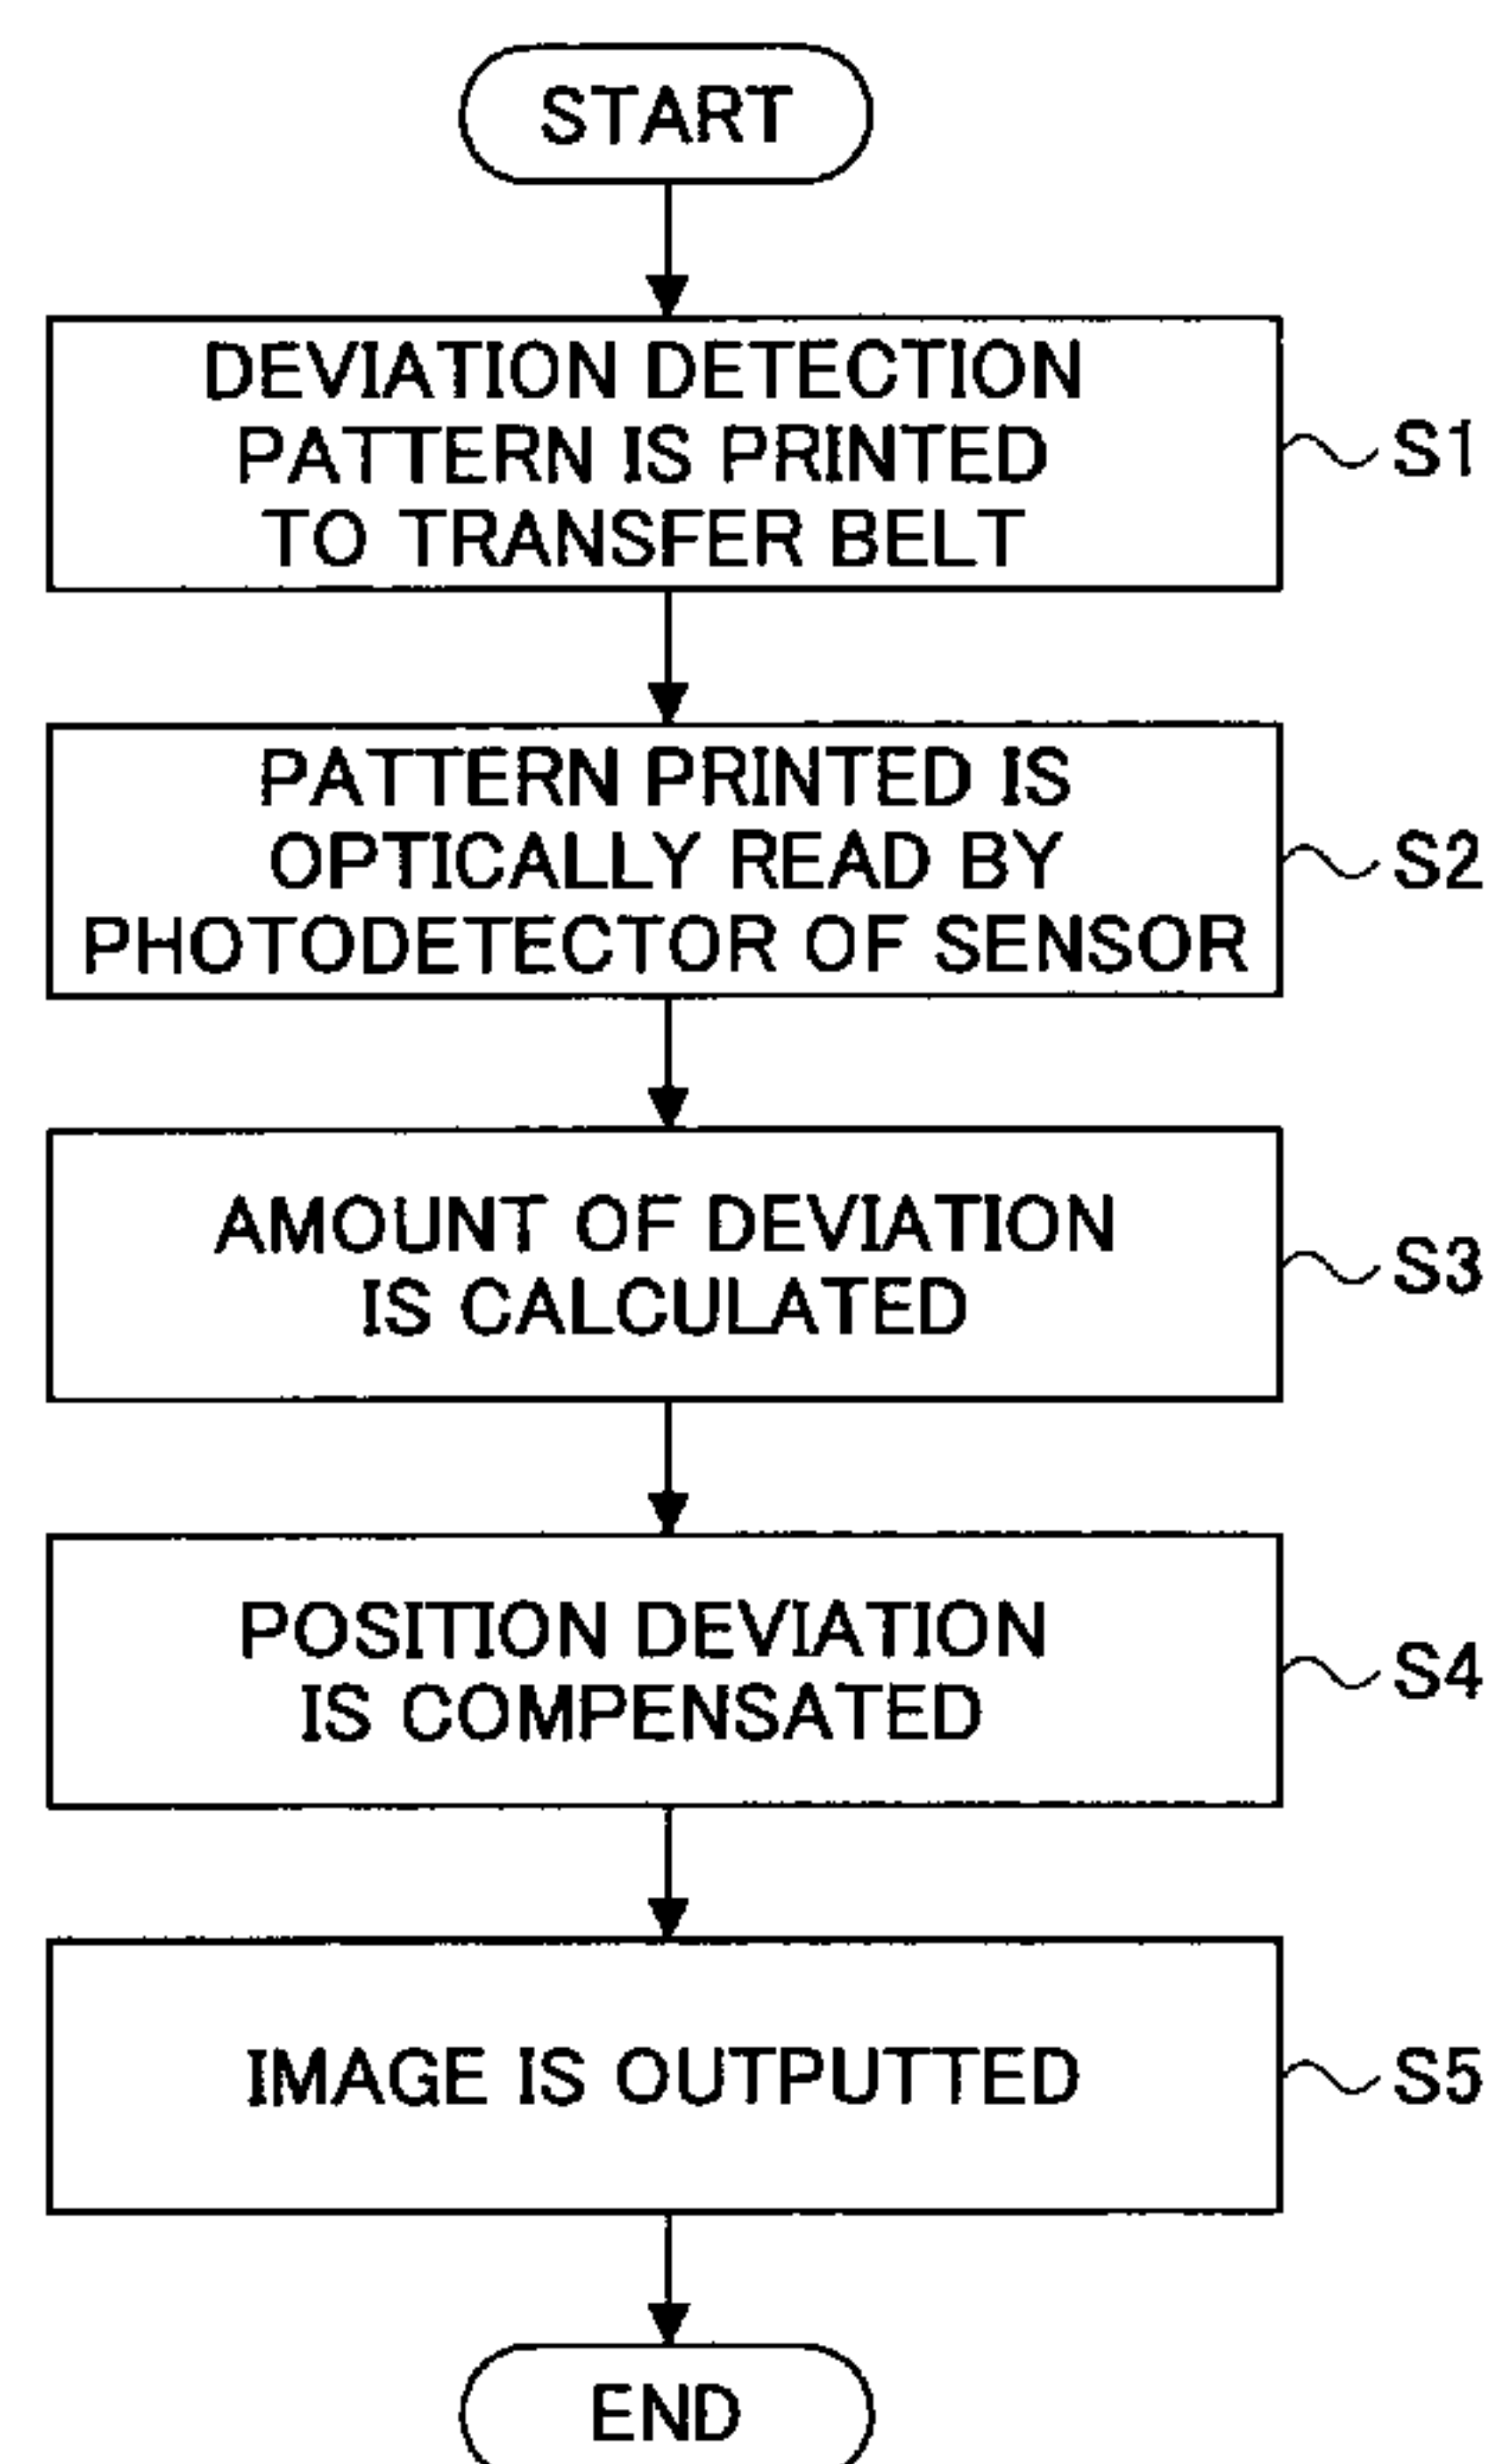 START
DEVIATION DETECTION
PATTERN IS PRINTED
TO TRANSFER BELT
S1
PATTERN PRINTED IS
OPTICALLY READ BY
PHOTODETECTOR OF SENSOR
S2
AMOUNT OF DEVIATION
IS CALCULATED
S3
POSITION DEVIATION
IS COMPENSATED
S4
IMAGE IS OUTPUTTED
S5
END